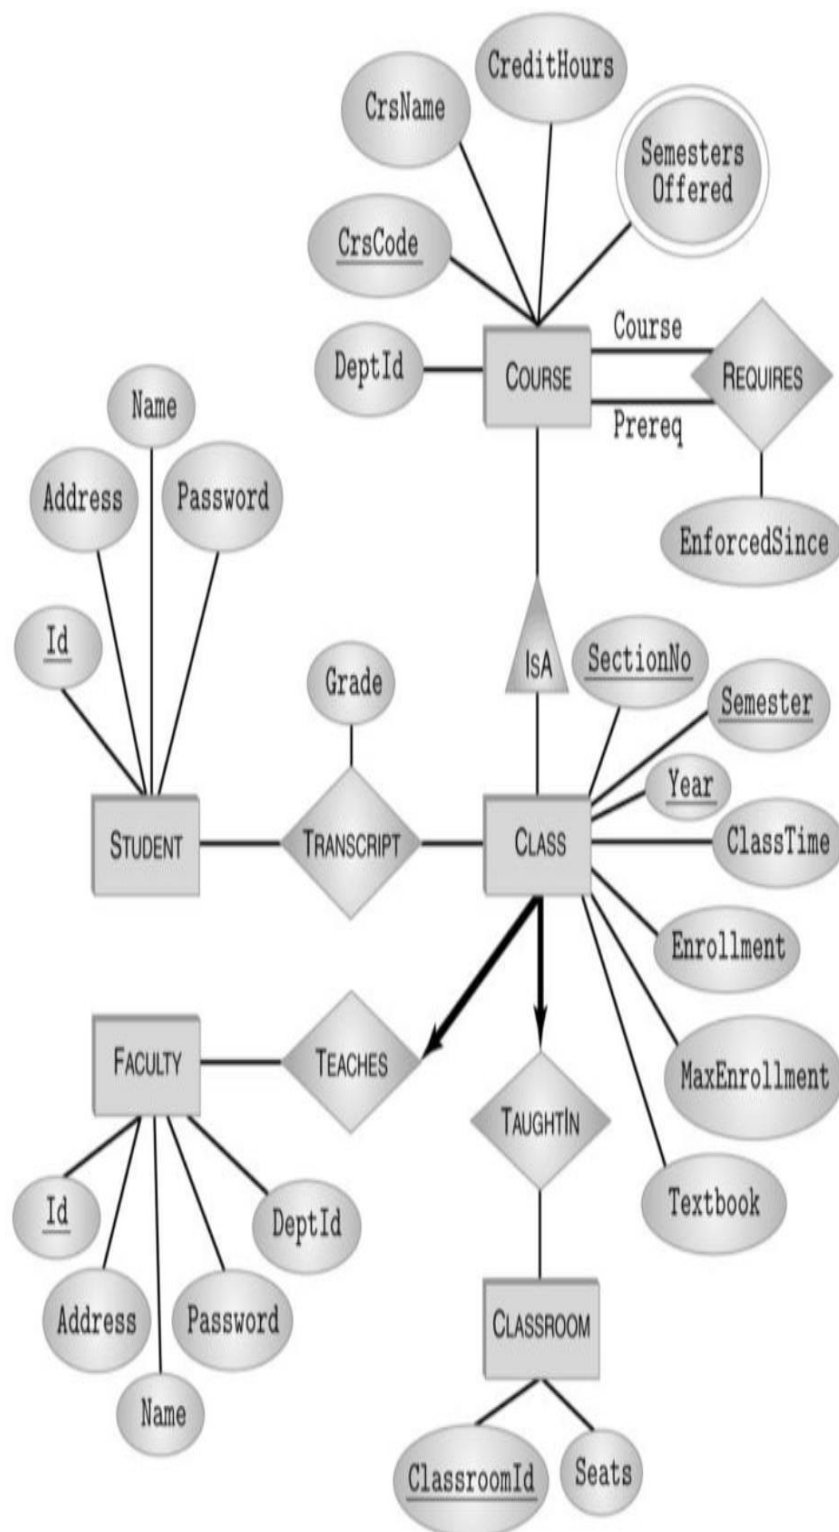 CreditHours
CrsName
Semesters
Offered
CrsCode
Course
DeptId
COURSE
REQUIRES
Prereq
Name
Address
Password
EnforcedSince
Id
ISA
SectionNo
Grade
Semester
Year
STUDENT
TRANSCRIPT
CLASS
ClassTime
Enrollment
FACULTY
TEACHES
MaxEnrollment
TAUGHTIN
Id
DeptId
Textbook
Address
Password
CLASSROOM
Name
ClassroomId
Seats